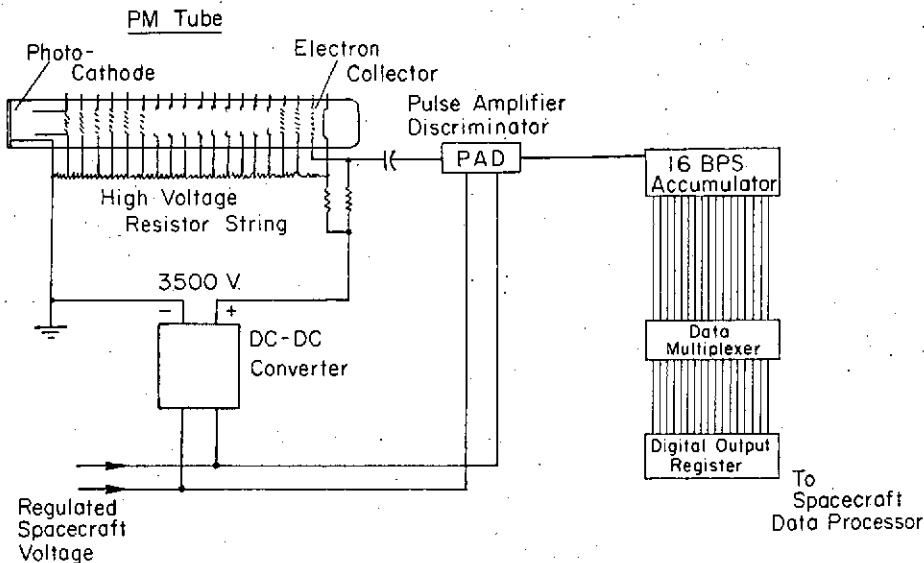 PM Tube
Photo-
Cathode
Electron
Collector
Pulse Amplifier
Discriminator
PAD
16 BPS
Accumulator
High Voltage
Resistor String
3500 V.
– +
DC-DC
Converter
Data
Multiplexer
Digital Output
Register
Regulated
Spacecraft
Voltage
To
Spacecraft
Data Processor